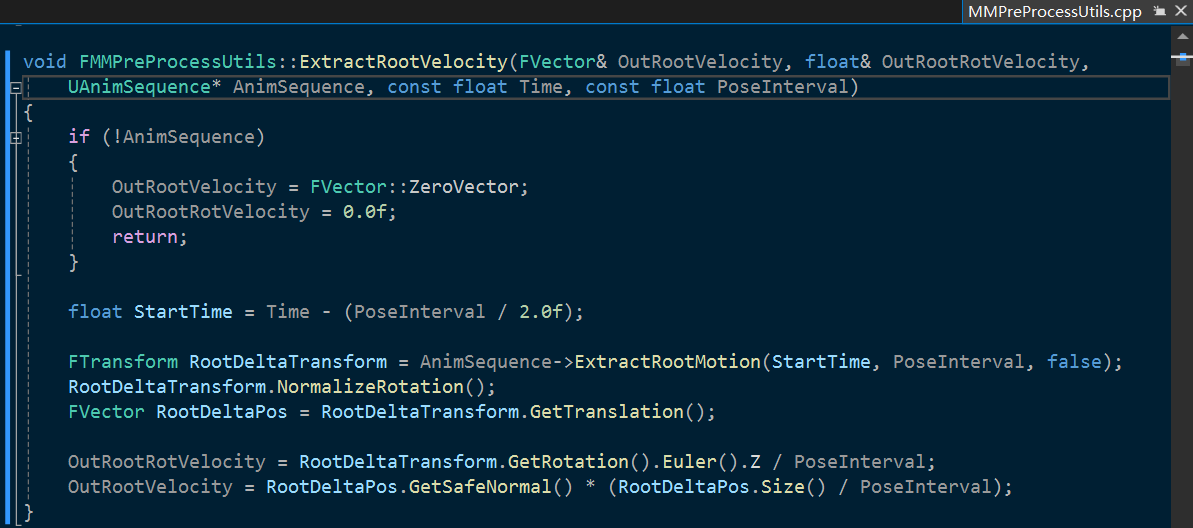 MMPreProcessUtils.cpp
void FMMPreProcessUtils::ExtractRootVelocity(FVector& OutRootVelocity, float& OutRootRotVelocity,
    UAnimSequence* AnimSequence, const float Time, const float PoseInterval)
{
    if (!AnimSequence)
    {
        OutRootVelocity = FVector::ZeroVector;
        OutRootRotVelocity = 0.0f;
        return;
    }
    float StartTime = Time - (PoseInterval / 2.0f);
    FTransform RootDeltaTransform = AnimSequence->ExtractRootMotion(StartTime, PoseInterval, false);
    RootDeltaTransform.NormalizeRotation();
    FVector RootDeltaPos = RootDeltaTransform.GetTranslation();
    OutRootRotVelocity = RootDeltaTransform.GetRotation().Euler().Z / PoseInterval;
    OutRootVelocity = RootDeltaPos.GetSafeNormal() * (RootDeltaPos.Size() / PoseInterval);
}